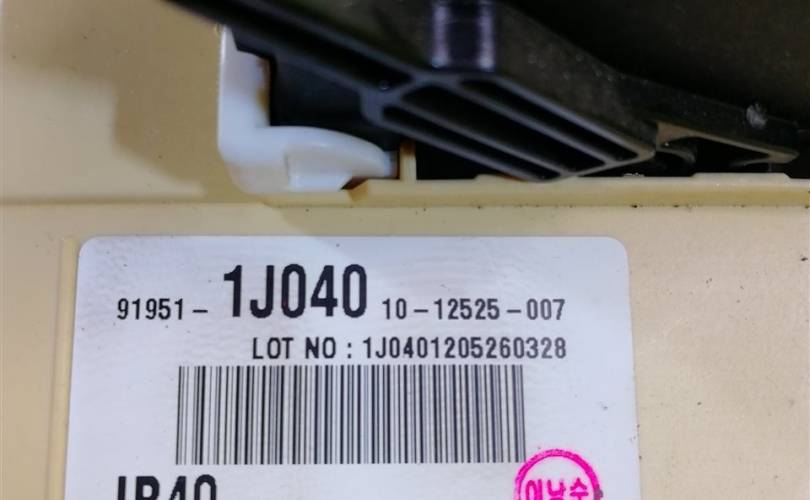 91951- 1J040 10-12525-007
LOT NO : 1J0401205260328